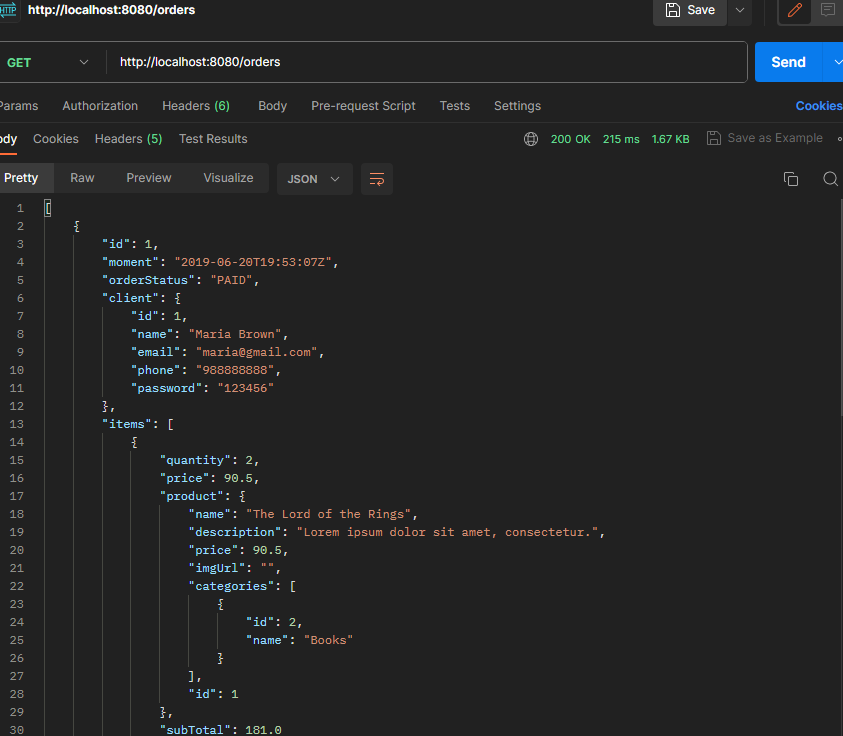 HTTP http://localhost:8080/orders Save
GET http://localhost:8080/orders Send
Params Authorization Headers (6) Body Pre-request Script Tests Settings Cookies
ody Cookies Headers (5) Test Results 200 OK 215 ms 1.67 KB Save as Example
Pretty Raw Preview Visualize JSON
1 [
2 {
3 "id": 1,
4 "moment": "2019-06-20T19:53:07Z",
5 "orderStatus": "PAID",
6 "client": {
7 "id": 1,
8 "name": "Maria Brown",
9 "email": "maria@gmail.com",
10 "phone": "988888888",
11 "password": "123456"
12 },
13 "items": [
14 {
15 "quantity": 2,
16 "price": 90.5,
17 "product": {
18 "name": "The Lord of the Rings",
19 "description": "Lorem ipsum dolor sit amet, consectetur.",
20 "price": 90.5,
21 "imgUrl": "",
22 "categories": [
23 {
24 "id": 2,
25 "name": "Books"
26 }
27 ],
28 "id": 1
29 },
30 "subTotal": 181.0